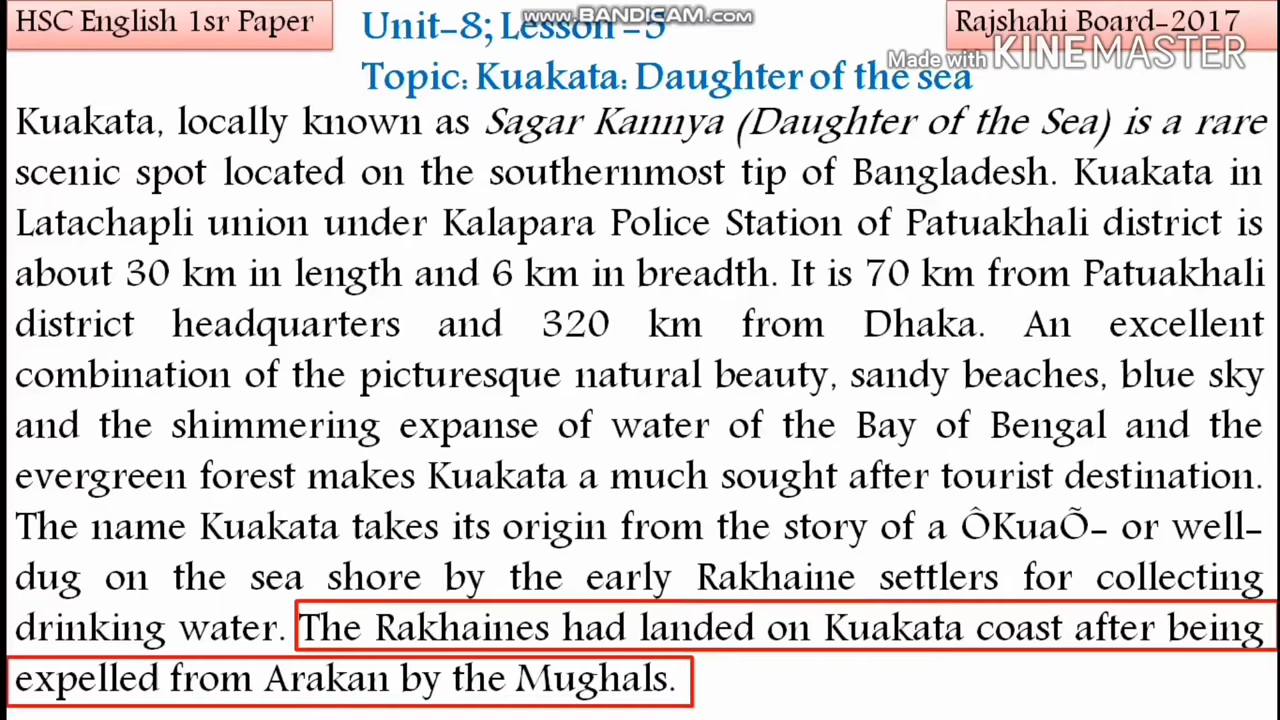 HSC English 1sr Paper
www.BANDICAM.com
Unit-8; Lesson -5
Rajshahi Board-2017
Made with KINEMASTER
Topic: Kuakata: Daughter of the sea
Kuakata, locally known as Sagar Kannya (Daughter of the Sea) is a rare
scenic spot located on the southernmost tip of Bangladesh. Kuakata in
Latachapli union under Kalapara Police Station of Patuakhali district is
about 30 km in length and 6 km in breadth. It is 70 km from Patuakhali
district headquarters and 320 km from Dhaka. An excellent
combination of the picturesque natural beauty, sandy beaches, blue sky
and the shimmering expanse of water of the Bay of Bengal and the
evergreen forest makes Kuakata a much sought after tourist destination.
The name Kuakata takes its origin from the story of a ÔKuaÕ- or well-
dug on the sea shore by the early Rakhaine settlers for collecting
drinking water. The Rakhaines had landed on Kuakata coast after being
expelled from Arakan by the Mughals.